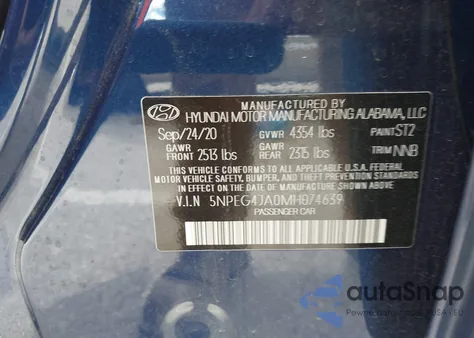 MANUFACTURED BY
HYUNDAI MOTOR MANUFACTURING ALABAMA, LLC
Sep/24/20 GVWR 4354 lbs PAINT ST2
GAWR FRONT 2513 lbs GAWR REAR 2315 lbs TRIM NNB
THIS VEHICLE CONFORMS TO ALL APPLICABLE U.S.A. FEDERAL
MOTOR VEHICLE SAFETY, BUMPER, AND THEFT PREVENTION STANDARDS
IN EFFECT ON THE DATE OF MANUFACTURE SHOWN ABOVE.
V.I.N 5NPEG4JA0MH074639
PASSENGER CAR
autoSnap